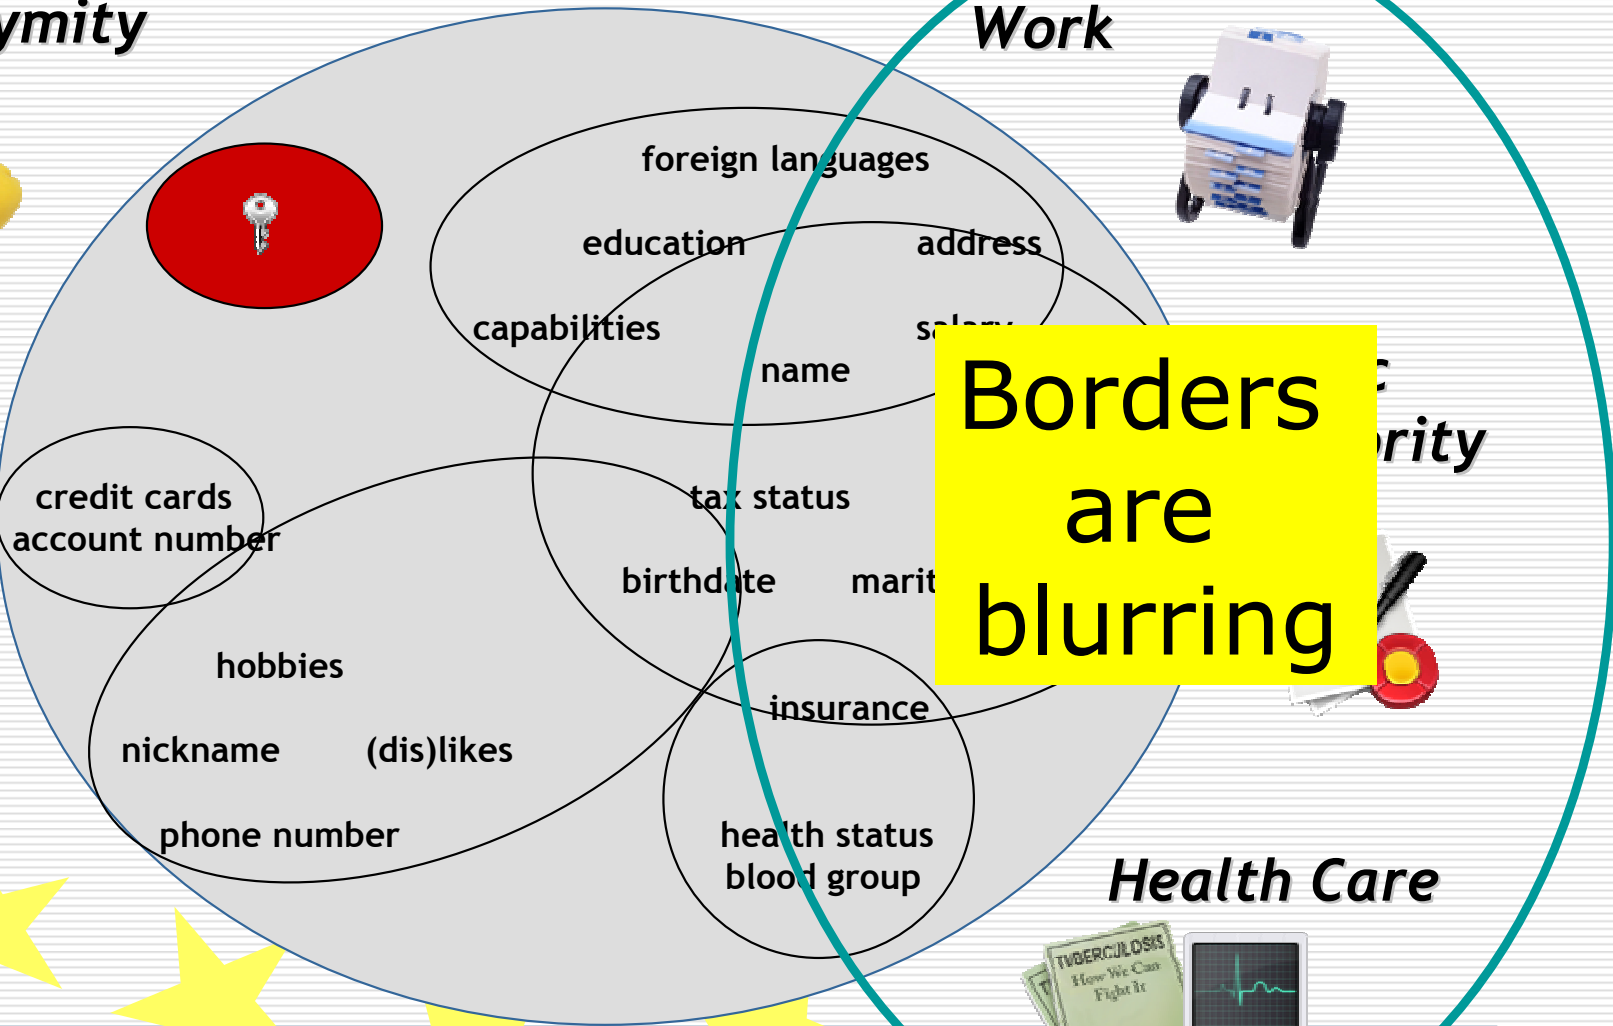 ymity
Work
foreign languages
education address
capabilities salary
name
Borders
are
blurring
c
ority
credit cards
account number
tax status
birthdate marit
hobbies
insurance
nickname (dis)likes
phone number
health status
blood group
Health Care
TUBERCULOSIS
How We Can
Fight It